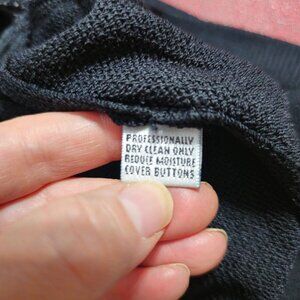 PROFESSIONALLY
DRY CLEAN ONLY
REDUCE MOISTURE
COVER BUTTONS